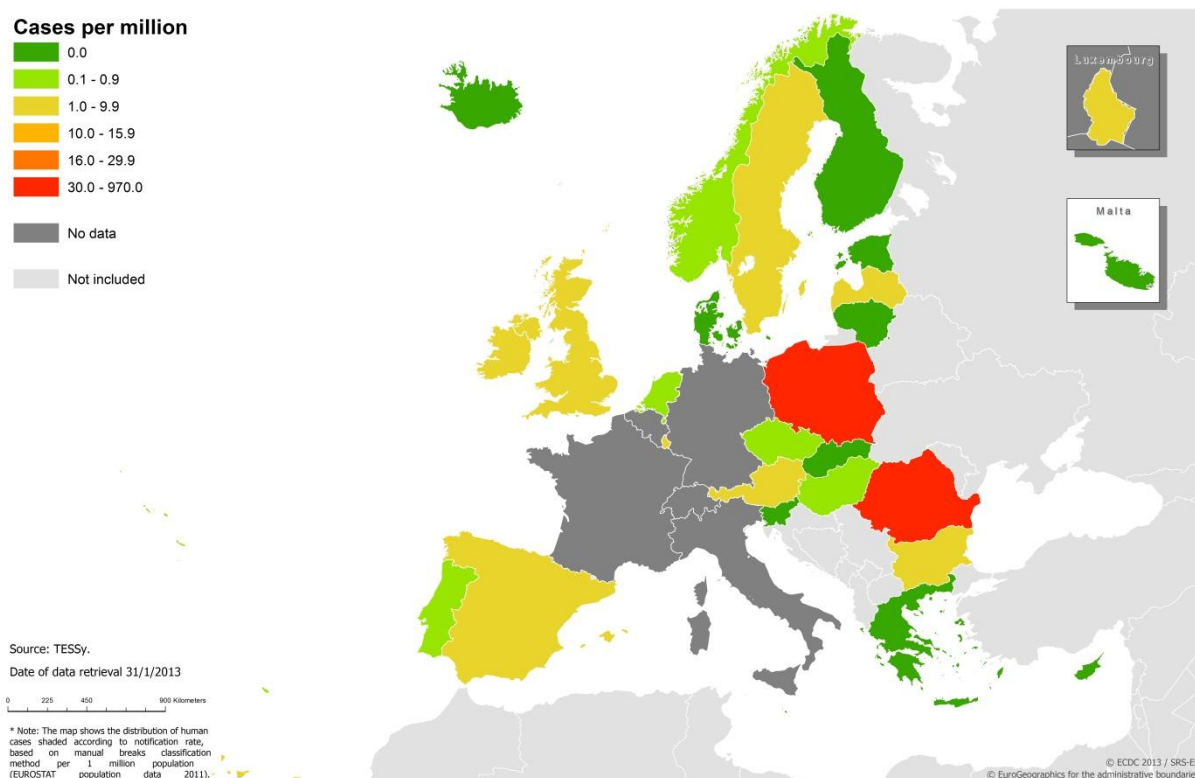 Cases per million
0.0
0.1 - 0.9
1.0 - 9.9
10.0 - 15.9
16.0 - 29.9
30.0 - 970.0
No data
Not included
Luxembourg
Malta
Source: TESSy.
Date of data retrieval 31/1/2013
0 225 450 900 Kilometers
* Note: The map shows the distribution of human
cases shaded according to notification rate,
based on manual breaks classification
method per 1 million population
(EUROSTAT population data 2011).
© ECDC 2013 / SRS-E
© EuroGeographics for the administrative boundarie